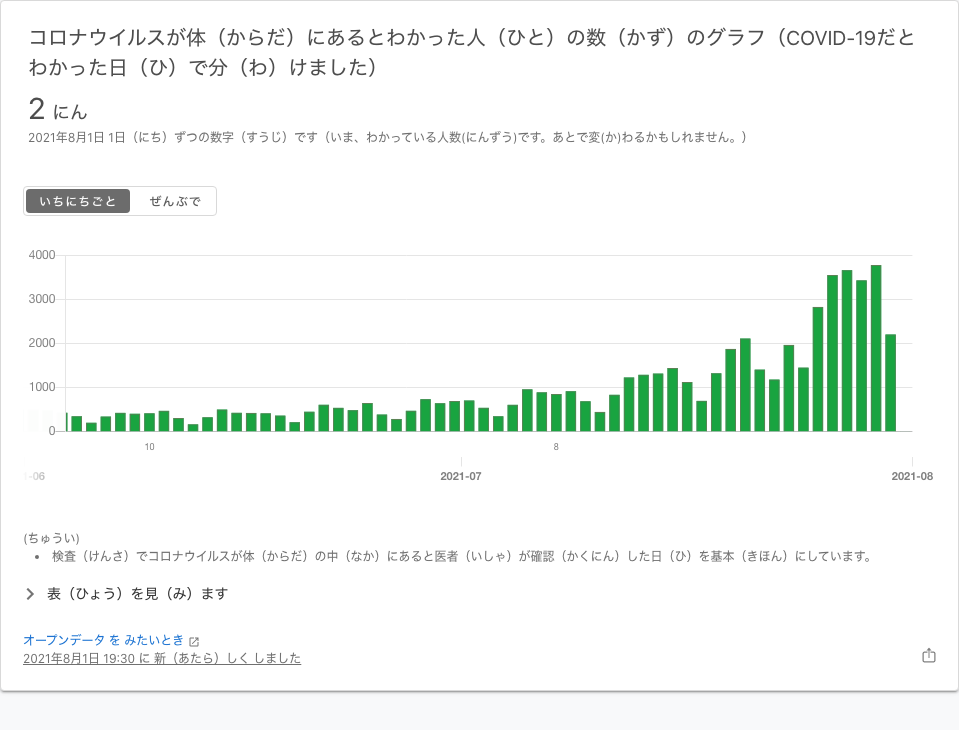 コロナウイルスが体（からだ）にあるとわかった人（ひと）の数（かず）のグラフ（COVID-19だと
わかった日（ひ）で分（わ）けました）
2 にん
2021年8月1日 1日（にち）ずつの数字（すうじ）です（いま、わかっている人数(にんずう)です。あとで変(か)わるかもしれません。）
いちにちごと ぜんぶで
4000
3000
2000
1000
0
10 8
-06 2021-07 2021-08
(ちゅうい)
• 検査（けんさ）でコロナウイルスが体（からだ）の中（なか）にあると医者（いしゃ）が確認（かくにん）した日（ひ）を基本（きほん）にしています。
表（ひょう）を見（み）ます
オープンデータ を みたいとき
2021年8月1日 19:30 に 新（あたら）しく しました